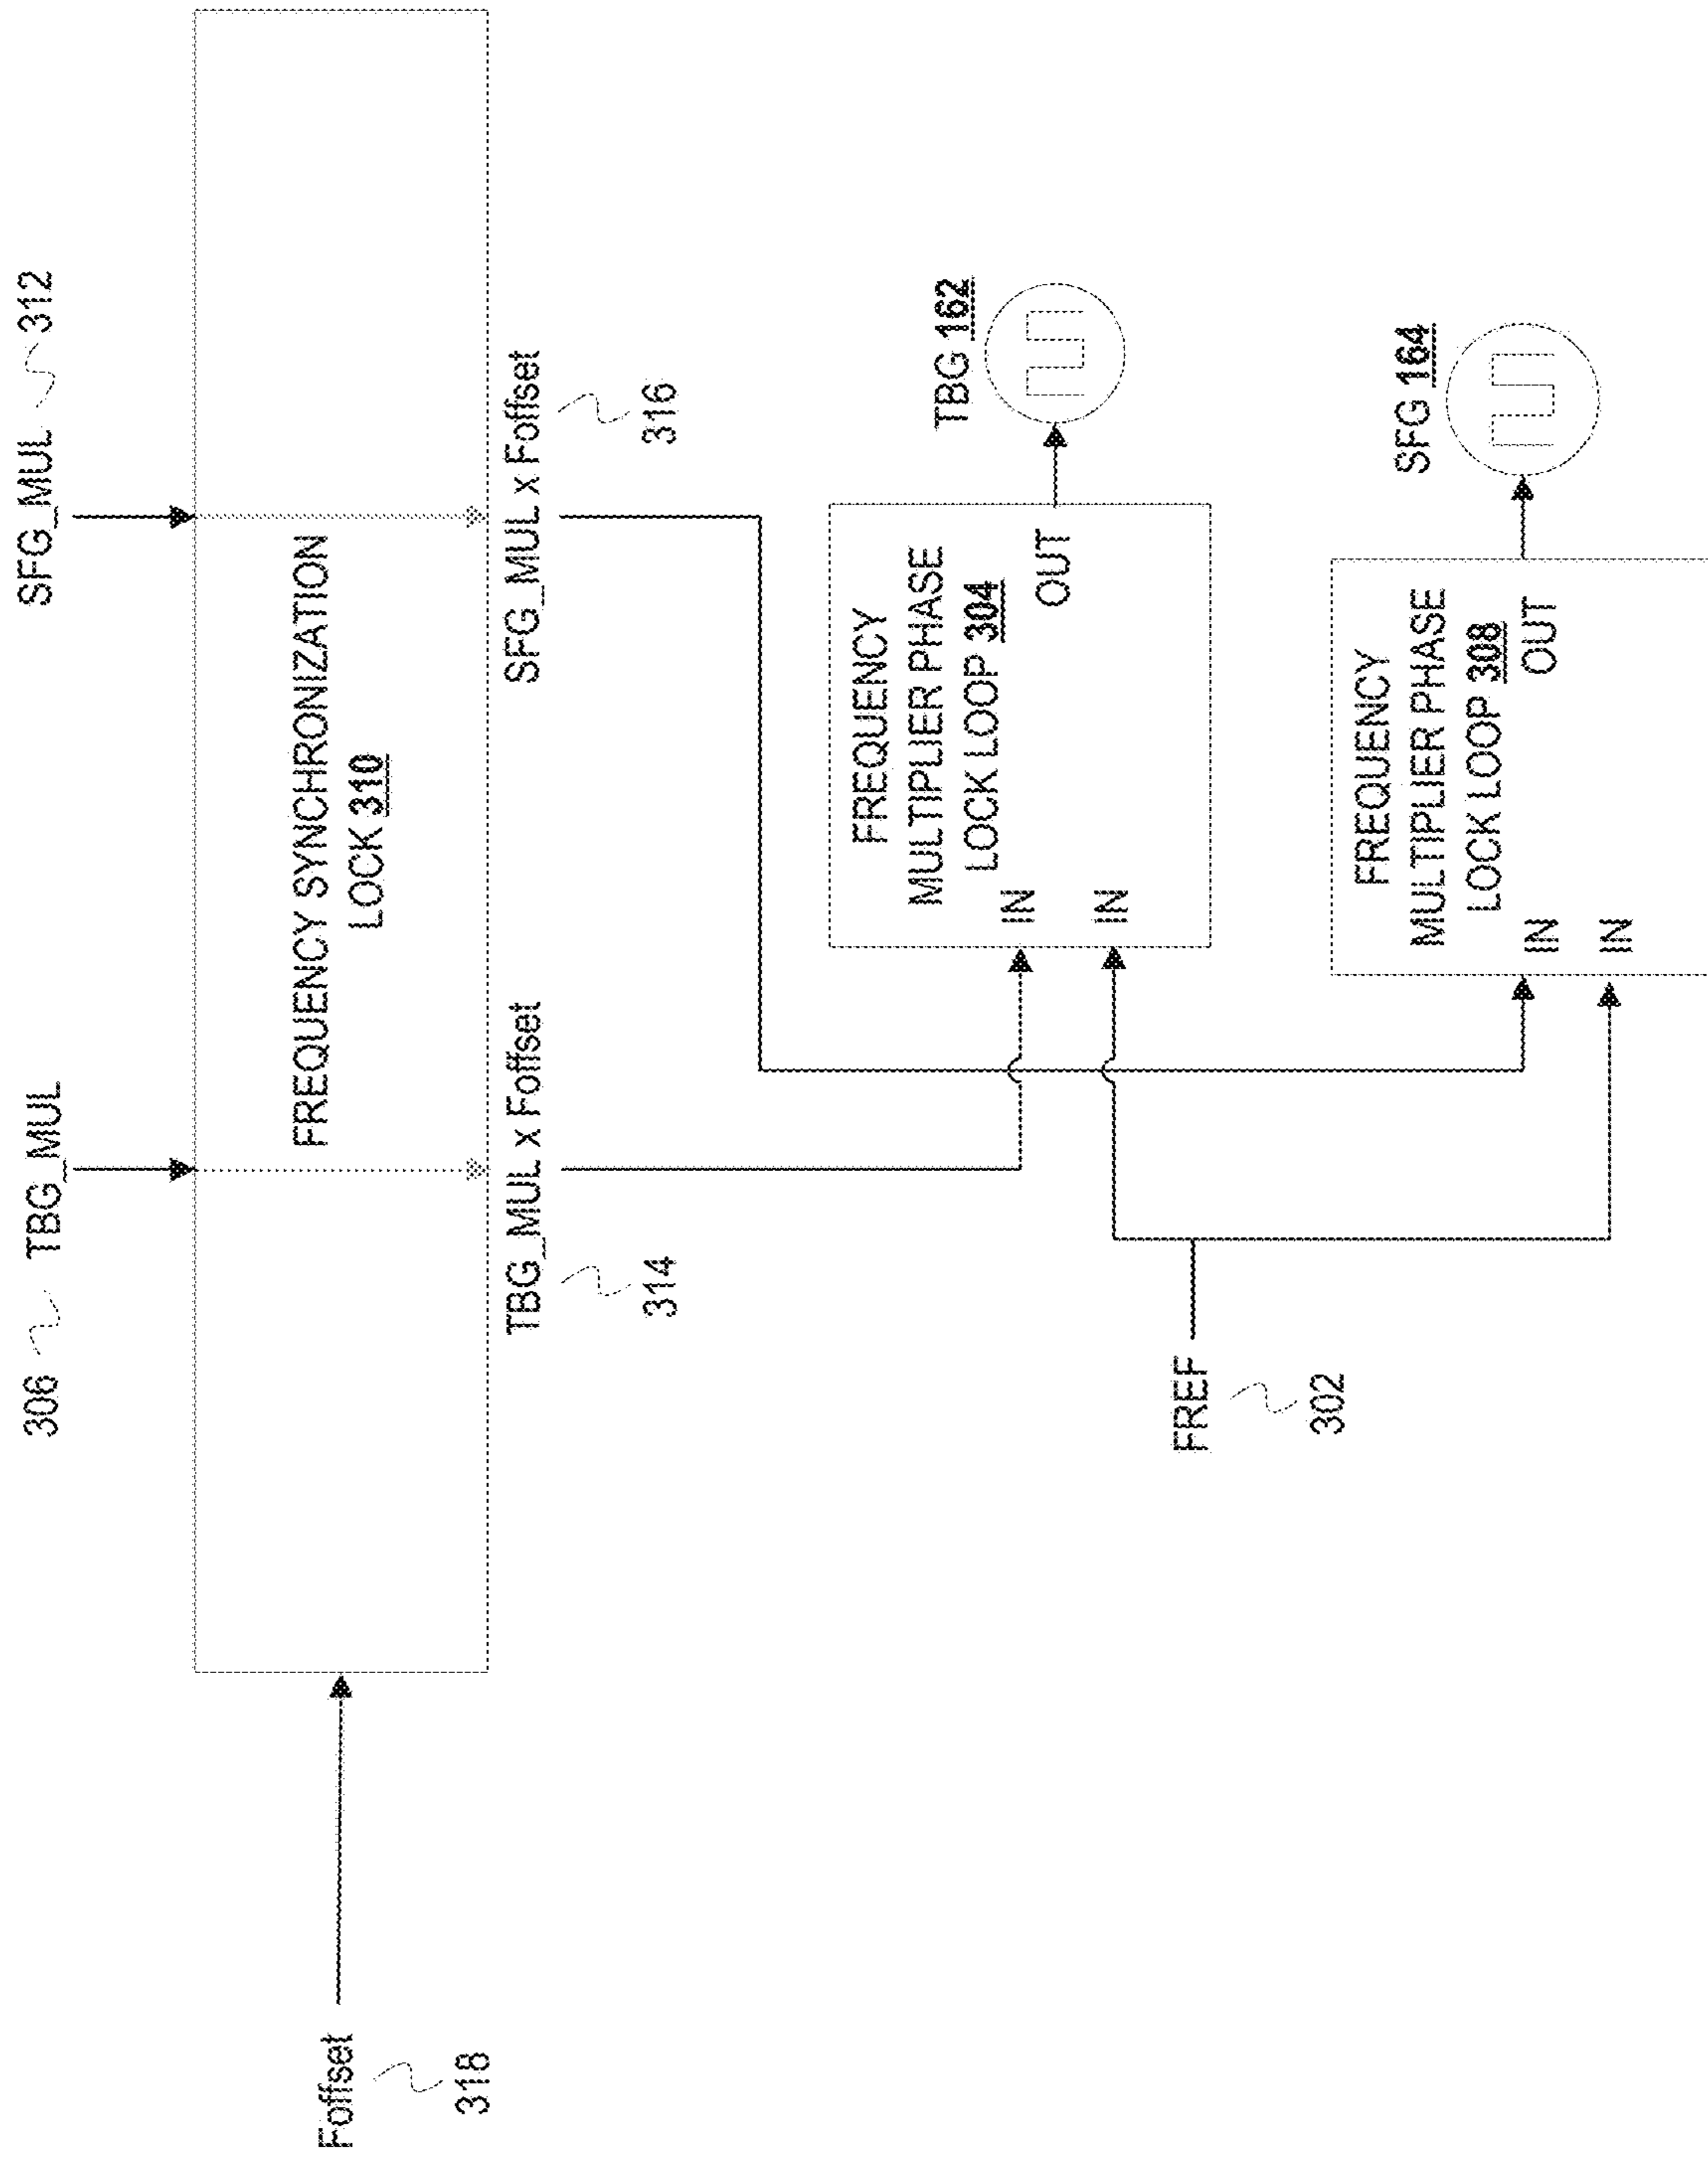 306 TBG_MUL
SFG_MUL 312
Foffset
318
FREQUENCY SYNCHRONIZATION
LOCK 310
TBG_MUL x Foffset
314
SFG_MUL x Foffset
316
FREQUENCY
MULTIPLIER PHASE
LOCK LOOP 304
IN
OUT
IN
TBG 162
FREF
302
FREQUENCY
MULTIPLIER PHASE
LOCK LOOP 308
IN
OUT
IN
SFG 164